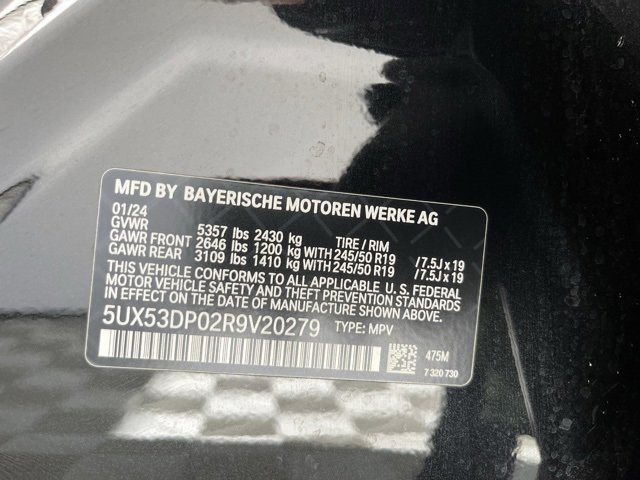 MFD BY BAYERISCHE MOTOREN WERKE AG
01/24
GVWR 5357 lbs 2430 kg TIRE / RIM
GAWR FRONT 2646 lbs 1200 kg WITH 245/50 R19 /7.5J x 19
GAWR REAR 3109 lbs 1410 kg WITH 245/50 R19 /7.5J x 19
THIS VEHICLE CONFORMS TO ALL APPLICABLE U.S. FEDERAL
MOTOR VEHICLE SAFETY AND THEFT PREVENTION STANDARDS
IN EFFECT ON THE DATE OF MANUFACTURE SHOWN ABOVE.
5UX53DP02R9V20279 TYPE: MPV
475M
7 320 730